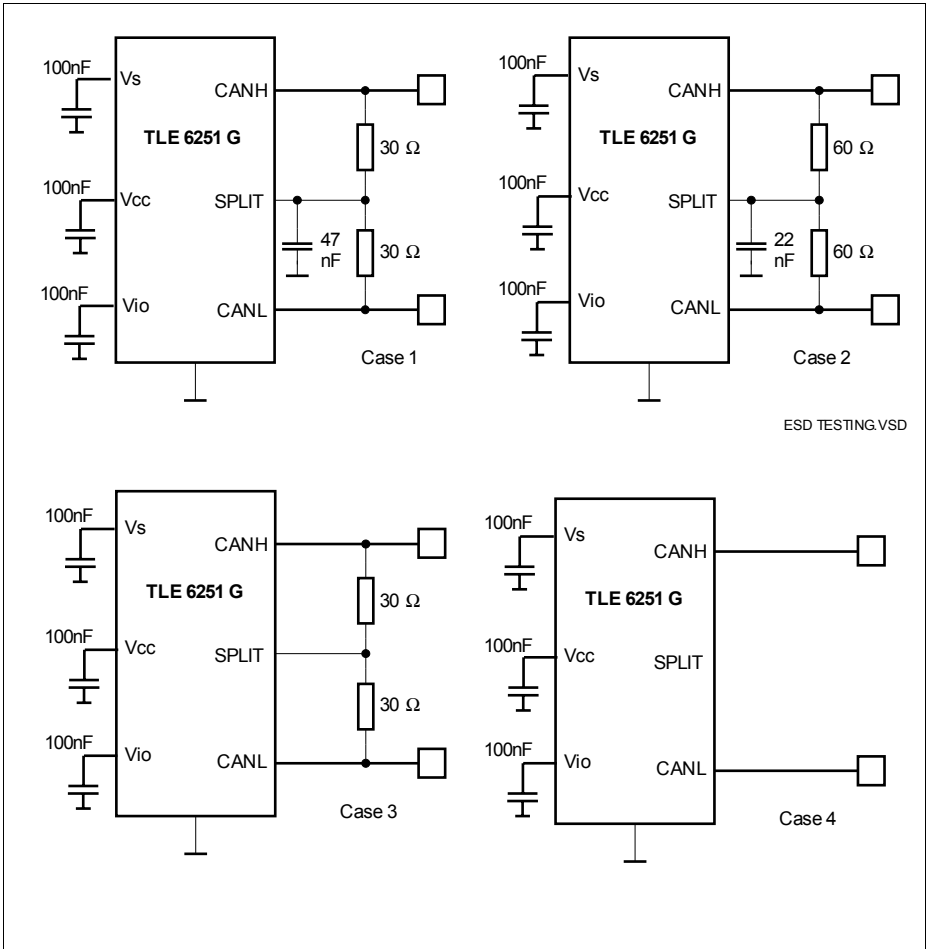 100nF
Vs
CANH
TLE 6251 G
30 Ω
100nF
Vcc
SPLIT
47
nF
30 Ω
100nF
Vio
CANL
Case 1
100nF
Vs
CANH
TLE 6251 G
60 Ω
100nF
Vcc
SPLIT
22
nF
60 Ω
100nF
Vio
CANL
Case 2
ESD TESTING.VSD
100nF
Vs
CANH
TLE 6251 G
30 Ω
100nF
Vcc
SPLIT
30 Ω
100nF
Vio
CANL
Case 3
100nF
Vs
CANH
TLE 6251 G
100nF
Vcc
SPLIT
100nF
Vio
CANL
Case 4